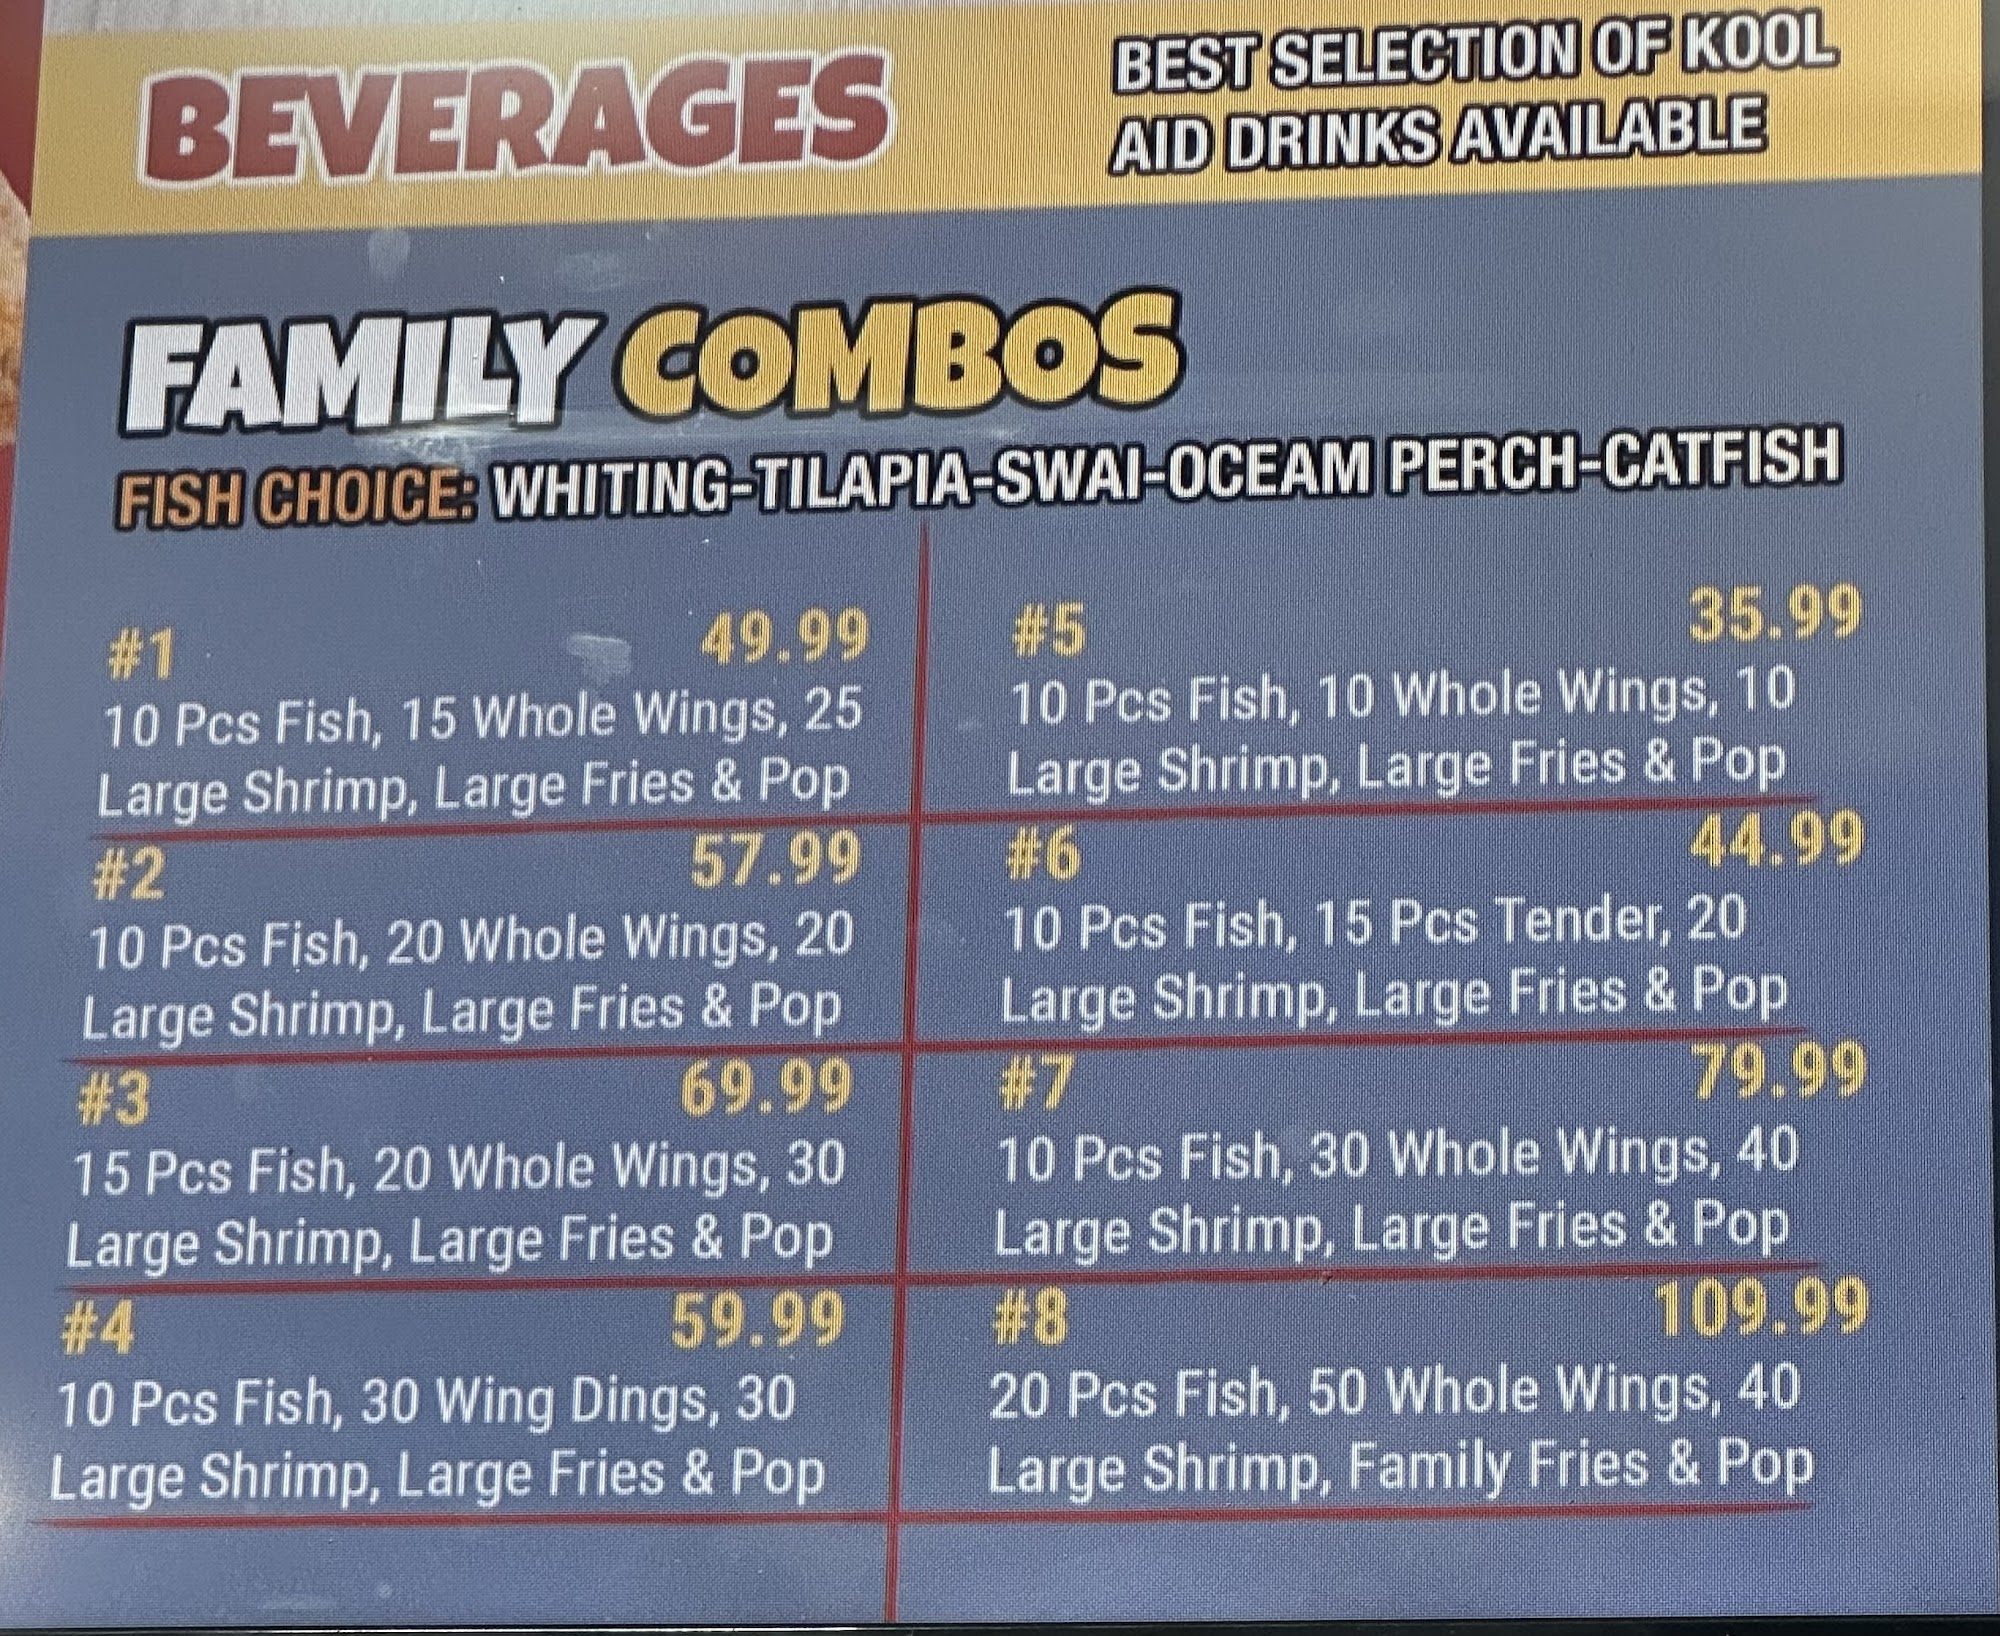 BEVERAGES
BEST SELECTION OF KOOL
AID DRINKS AVAILABLE
FAMILY COMBOS
FISH CHOICE: WHITING-TILAPIA-SWAI-OCEAM PERCH-CATFISH
#1 49.99
10 Pcs Fish, 15 Whole Wings, 25
Large Shrimp, Large Fries & Pop
#2 57.99
10 Pcs Fish, 20 Whole Wings, 20
Large Shrimp, Large Fries & Pop
#3 69.99
15 Pcs Fish, 20 Whole Wings, 30
Large Shrimp, Large Fries & Pop
#4 59.99
10 Pcs Fish, 30 Wing Dings, 30
Large Shrimp, Large Fries & Pop
#5 35.99
10 Pcs Fish, 10 Whole Wings, 10
Large Shrimp, Large Fries & Pop
#6 44.99
10 Pcs Fish, 15 Pcs Tender, 20
Large Shrimp, Large Fries & Pop
#7 79.99
10 Pcs Fish, 30 Whole Wings, 40
Large Shrimp, Large Fries & Pop
#8 109.99
20 Pcs Fish, 50 Whole Wings, 40
Large Shrimp, Family Fries & Pop